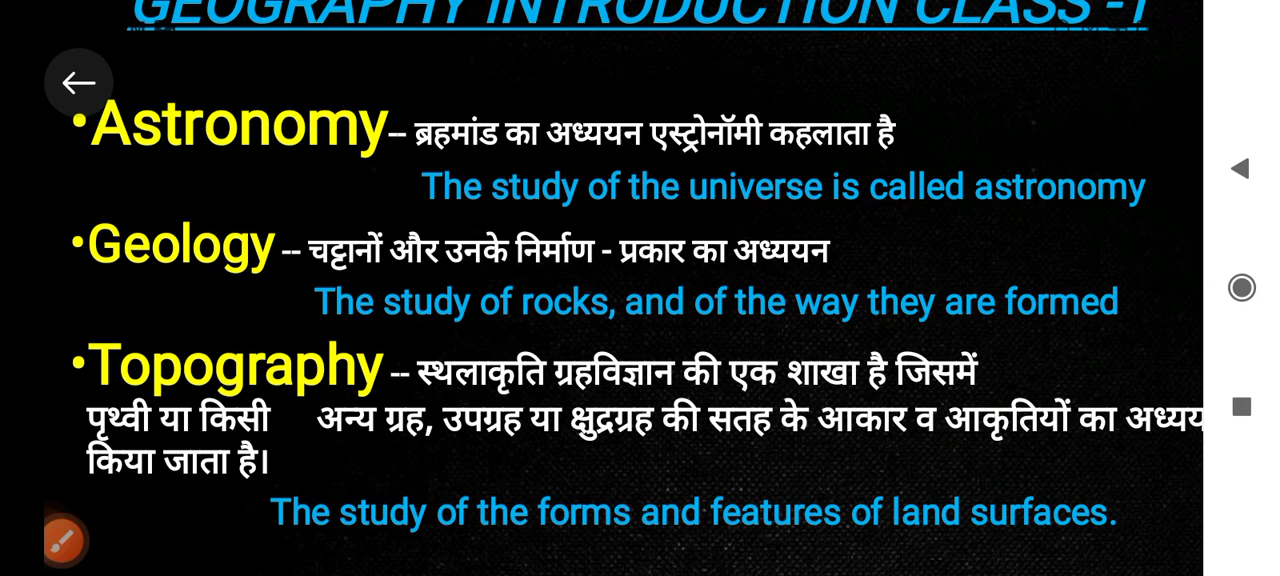 GEOGRAPHY INTRODUCTION CLASS -1
•Astronomy-- ब्रहमांड का अध्ययन एस्ट्रोनॉमी कहलाता है
The study of the universe is called astronomy
•Geology -- चट्टानों और उनके निर्माण - प्रकार का अध्ययन
The study of rocks, and of the way they are formed
•Topography -- स्थलाकृति ग्रहविज्ञान की एक शाखा है जिसमें
पृथ्वी या किसी अन्य ग्रह, उपग्रह या क्षुद्रग्रह की सतह के आकार व आकृतियों का अध्यय
किया जाता है।
The study of the forms and features of land surfaces.